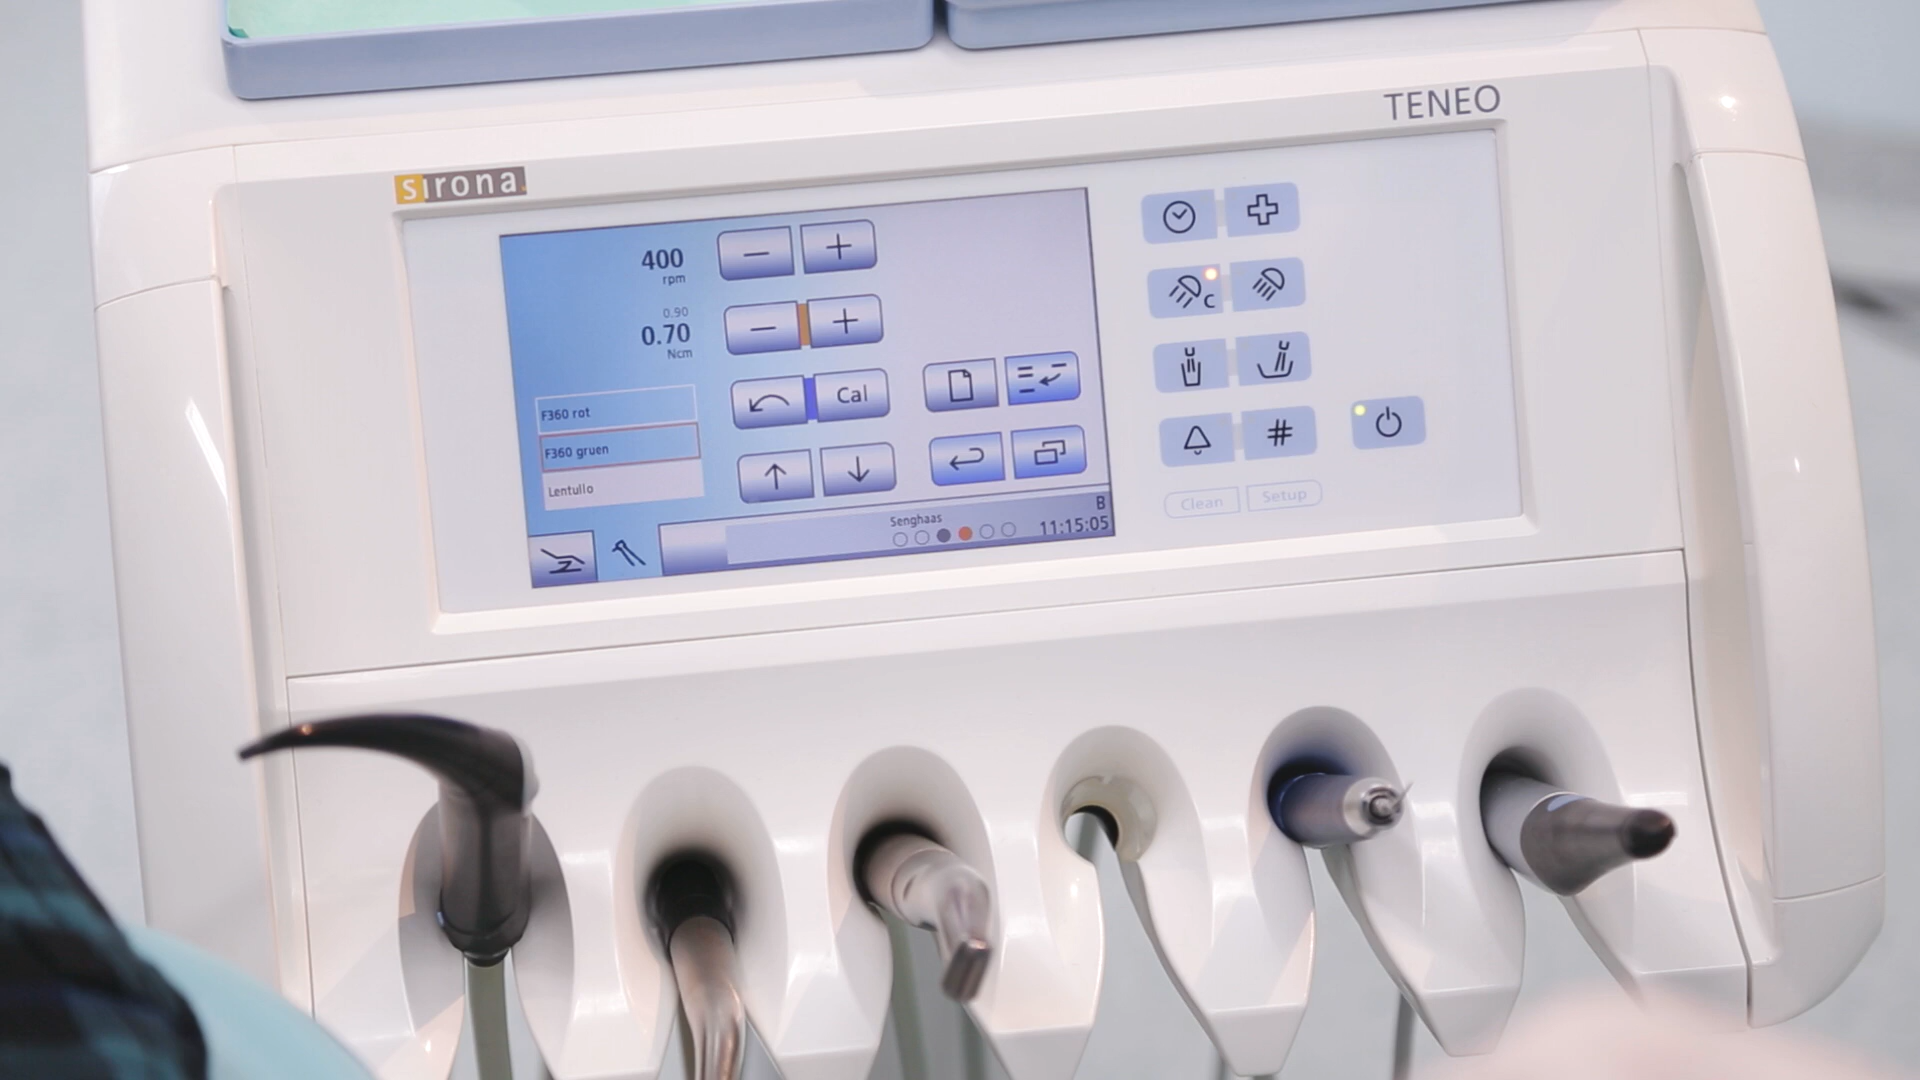 TENEO
sirona.
400
rpm
0.90
0.70
Ncm
Cal
F360 rot
F360 gruen
Lentullo
Senghaas
B
11:15:05
C
#
Clean
Setup